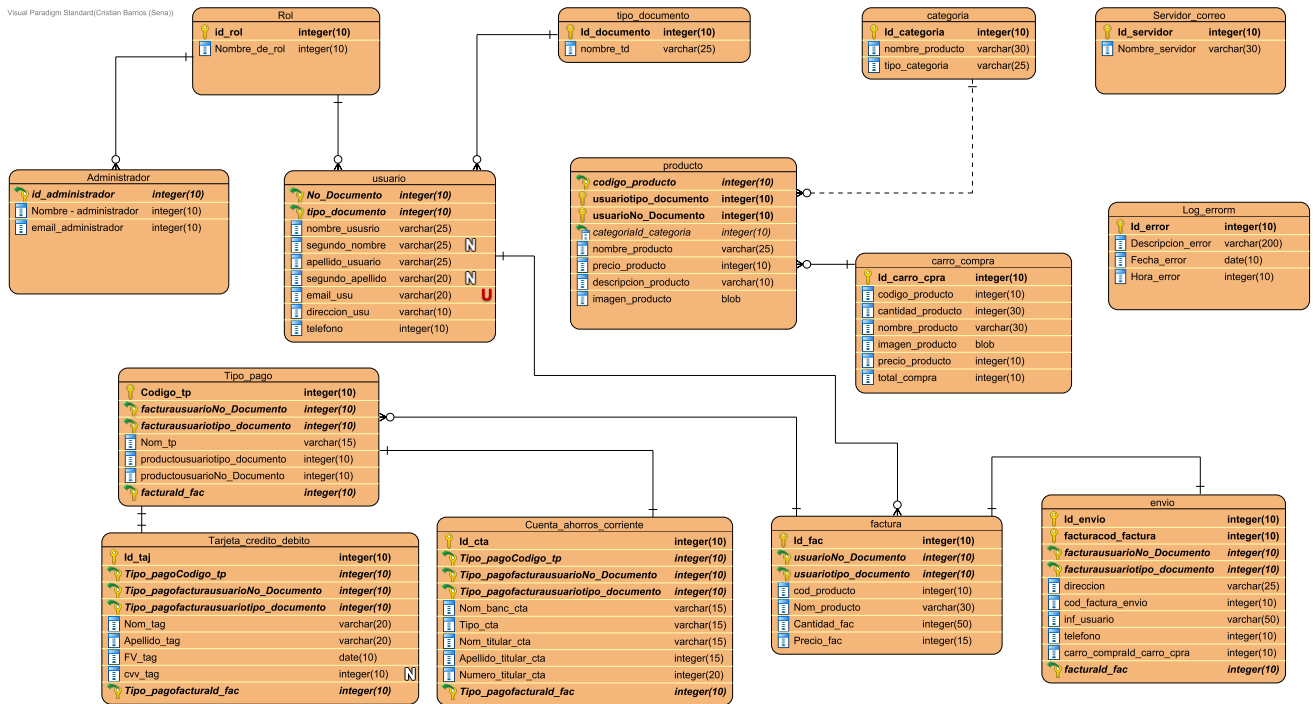 Visual Paradigm Standard(Cristian Barrios (Sena))
Rol
id_rol integer(10)
Nombre_de_rol integer(10)
tipo_documento
Id_documento integer(10)
nombre_td varchar(25)
categoria
Id_categoria integer(10)
nombre_producto varchar(30)
tipo_categoria varchar(25)
Servidor_correo
Id_servidor integer(10)
Nombre_servidor varchar(30)
Administrador
id_administrador integer(10)
Nombre - administrador integer(10)
email_administrador integer(10)
usuario
No_Documento integer(10)
tipo_documento integer(10)
nombre_ususrio varchar(25)
segundo_nombre varchar(25) N
apellido_usuario varchar(25)
segundo_apellido varchar(20) N
email_usu varchar(20) U
direccion_usu varchar(10)
telefono integer(10)
producto
codigo_producto integer(10)
usuariotipo_documento integer(10)
usuarioNo_Documento integer(10)
categoriaId_categoria integer(10)
nombre_producto varchar(25)
precio_producto integer(10)
descripcion_producto varchar(10)
imagen_producto blob
Log_errorm
Id_error integer(10)
Descripcion_error varchar(200)
Fecha_error date(10)
Hora_error integer(10)
carro_compra
Id_carro_cpra integer(10)
codigo_producto integer(10)
cantidad_producto integer(30)
nombre_producto varchar(30)
imagen_producto blob
precio_producto integer(10)
total_compra integer(10)
Tipo_pago
Codigo_tp integer(10)
facturausuarioNo_Documento integer(10)
facturausuariotipo_documento integer(10)
Nom_tp varchar(15)
productousuariotipo_documento integer(10)
productousuarioNo_Documento integer(10)
facturaId_fac integer(10)
Tarjeta_credito_debito
Id_taj integer(10)
Tipo_pagoCodigo_tp integer(10)
Tipo_pagofacturausuarioNo_Documento integer(10)
Tipo_pagofacturausuariotipo_documento integer(10)
Nom_tag varchar(20)
Apellido_tag varchar(20)
FV_tag date(10)
cvv_tag integer(10) N
Tipo_pagofacturaId_fac integer(10)
Cuenta_ahorros_corriente
Id_cta integer(10)
Tipo_pagoCodigo_tp integer(10)
Tipo_pagofacturausuarioNo_Documento integer(10)
Tipo_pagofacturausuariotipo_documento integer(10)
Nom_banc_cta varchar(15)
Tipo_cta varchar(15)
Nom_titular_cta varchar(15)
Apellido_titular_cta integer(15)
Numero_titular_cta integer(20)
Tipo_pagofacturaId_fac integer(10)
factura
Id_fac integer(10)
usuarioNo_Documento integer(10)
usuariotipo_documento integer(10)
cod_producto integer(10)
Nom_producto varchar(30)
Cantidad_fac integer(50)
Precio_fac integer(15)
envio
Id_envio integer(10)
facturacod_factura integer(10)
facturausuarioNo_Documento integer(10)
facturausuariotipo_documento integer(10)
direccion varchar(25)
cod_factura_envio integer(10)
inf_usuario varchar(50)
telefono integer(10)
carro_compraId_carro_cpra integer(10)
facturaId_fac integer(10)